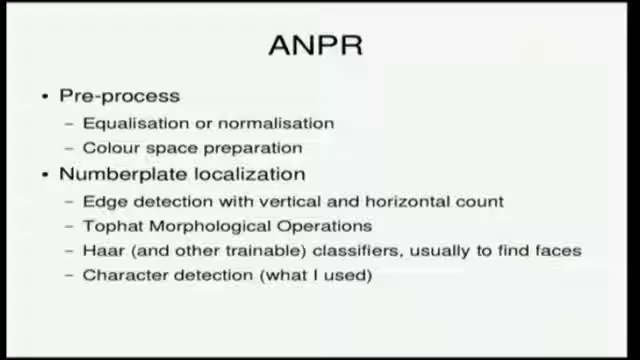 ANPR
• Pre-process
– Equalisation or normalisation
– Colour space preparation
• Numberplate localization
– Edge detection with vertical and horizontal count
– Tophat Morphological Operations
– Haar (and other trainable) classifiers, usually to find faces
– Character detection (what I used)